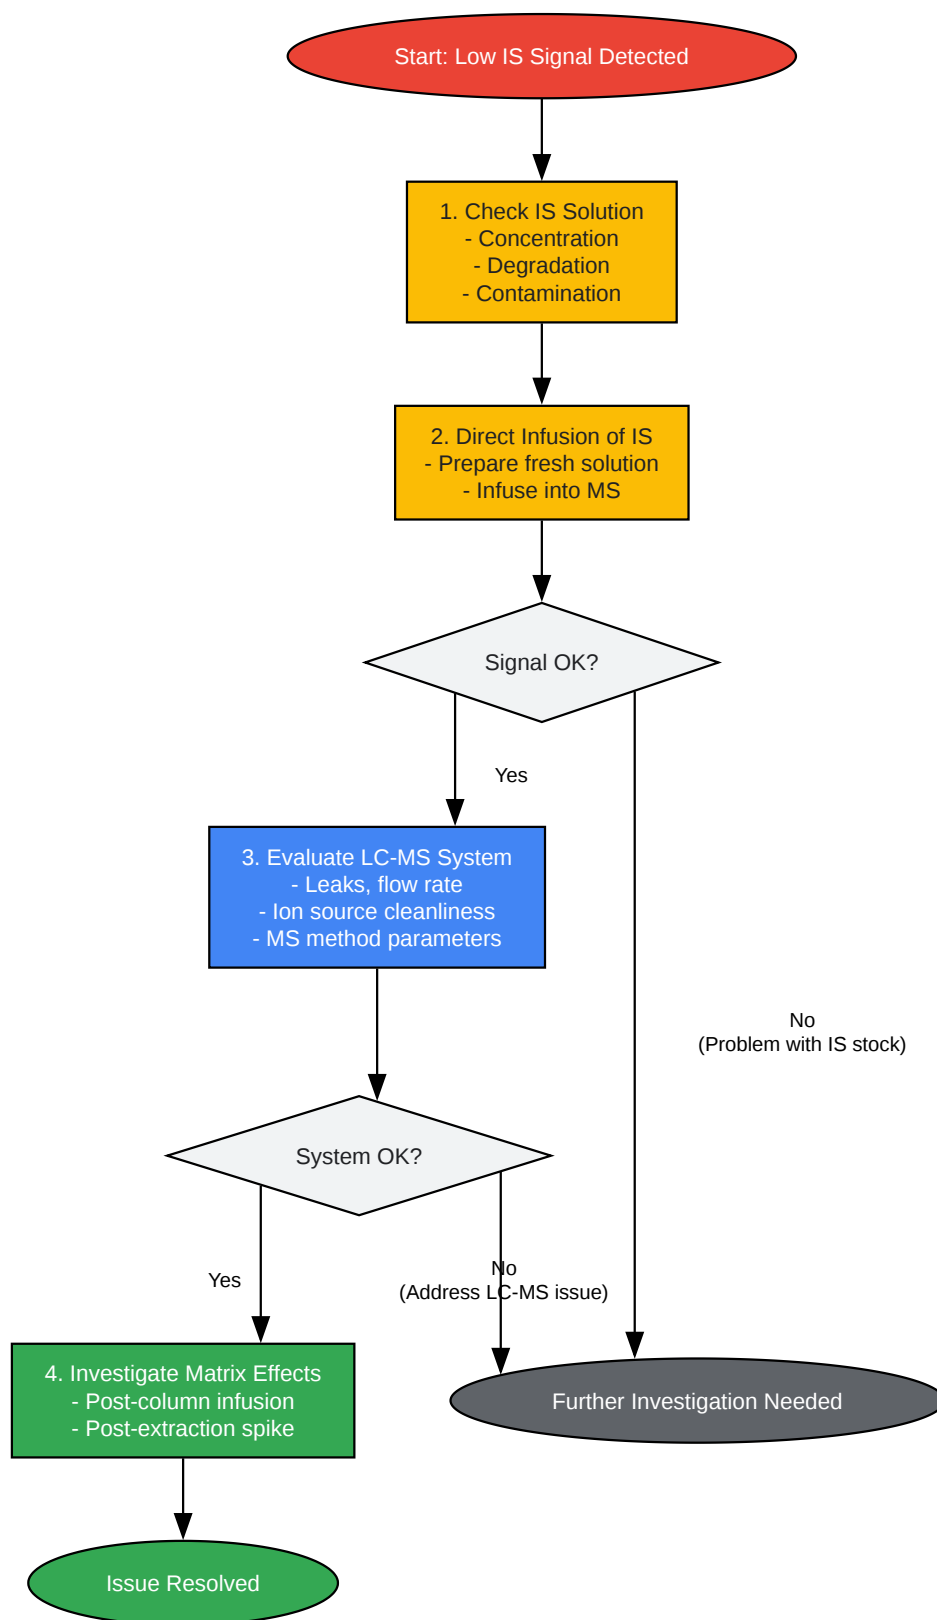 Start: Low IS Signal Detected
1. Check IS Solution
- Concentration
- Degradation
- Contamination
2. Direct Infusion of IS
- Prepare fresh solution
- Infuse into MS
Signal OK?
Yes
3. Evaluate LC-MS System
- Leaks, flow rate
- Ion source cleanliness
- MS method parameters
No
(Problem with IS stock)
System OK?
Yes
No
(Address LC-MS issue)
4. Investigate Matrix Effects
- Post-column infusion
- Post-extraction spike
Further Investigation Needed
Issue Resolved